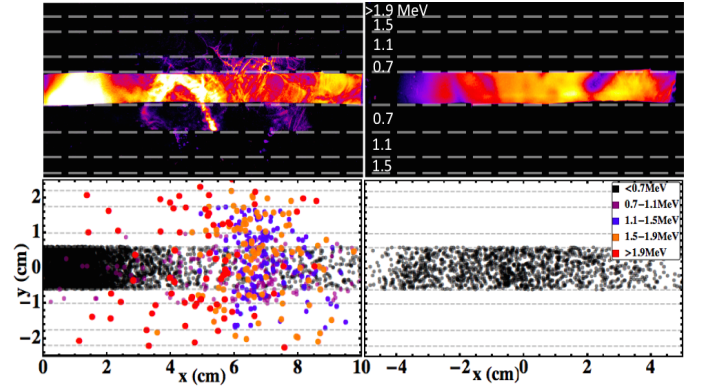 >1.9 MeV
1.5
1.1
0.7
0.7
1.1
1.5
2
1
0
-1
-2
y (cm)
<0.7MeV
0.7-1.1MeV
1.1-1.5MeV
1.5-1.9MeV
>1.9MeV
0 2 4 6 8 10
x (cm)
-4 -2 0 2 4
x (cm)